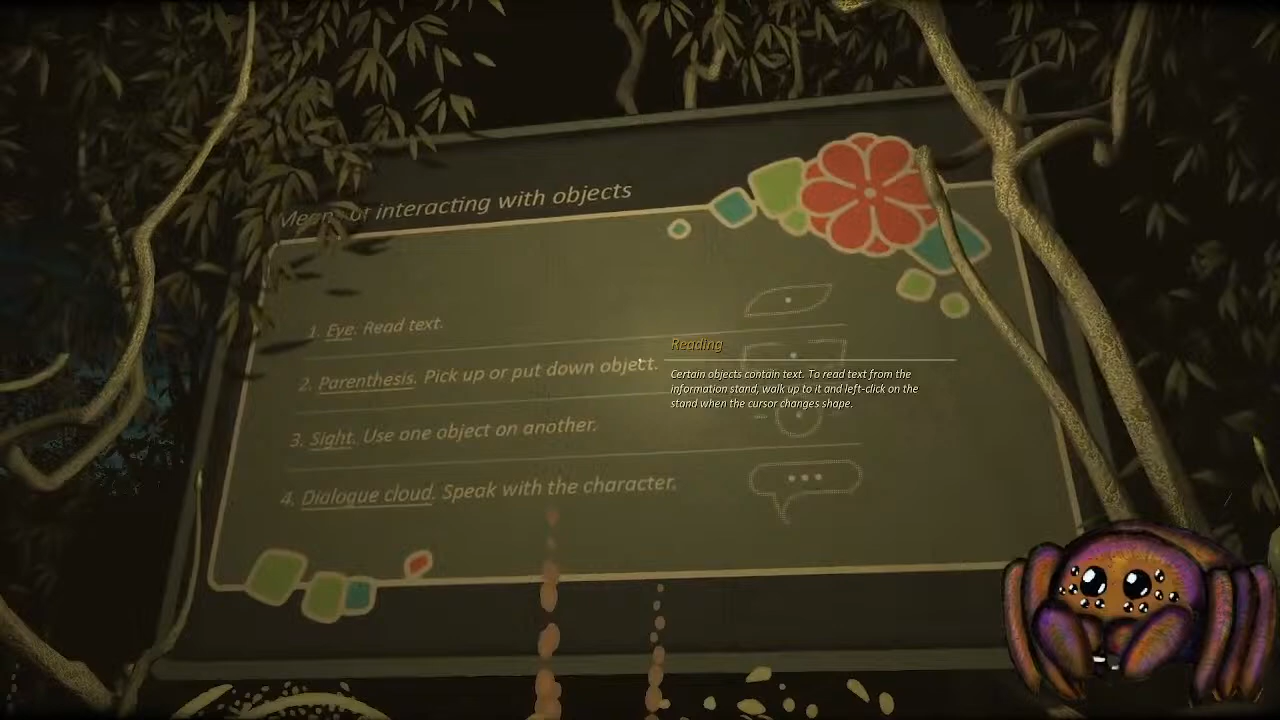 Means of interacting with objects
1. Eye. Read text.
2. Parenthesis. Pick up or put down object.
3. Sight. Use one object on another.
4. Dialogue cloud. Speak with the character.
Reading
Certain objects contain text. To read text from the
information stand, walk up to it and left-click on the
stand when the cursor changes shape.